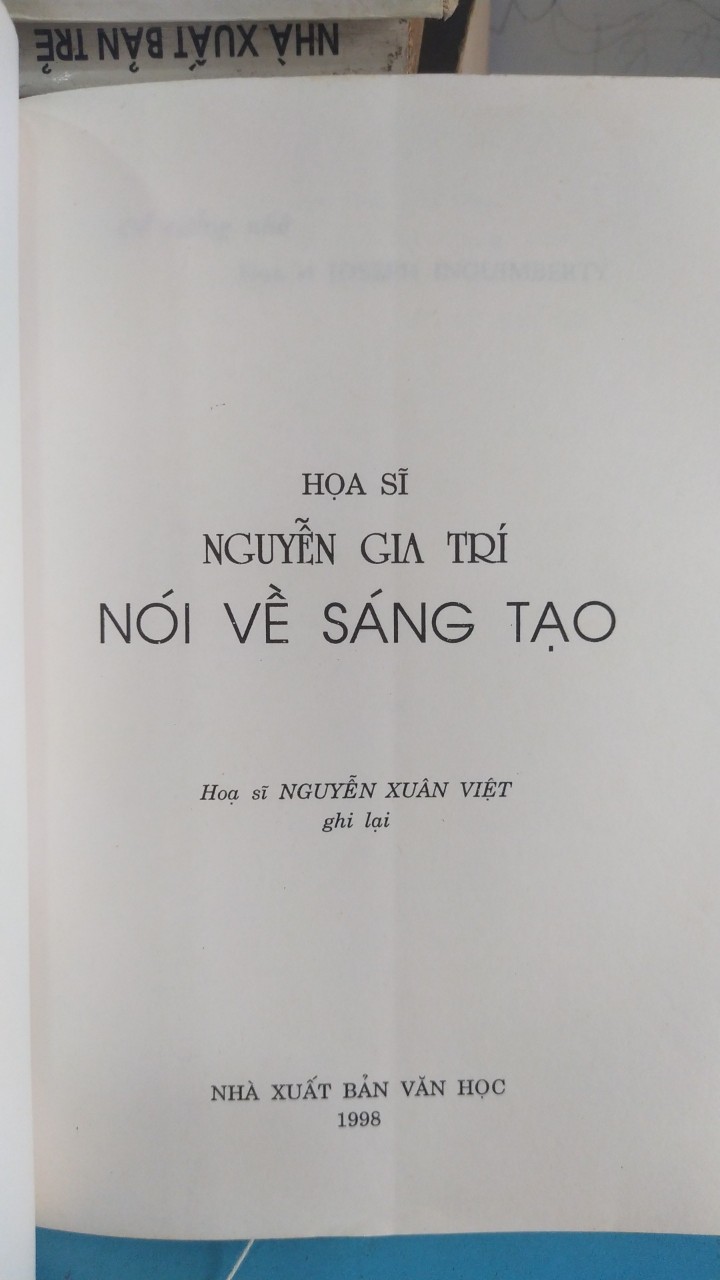 NHÀ XUẤT BẢN TRẺ
HỌA SĨ
NGUYỄN GIA TRÍ
NÓI VỀ SÁNG TẠO
Hoạ sĩ NGUYỄN XUÂN VIỆT
ghi lại
NHÀ XUẤT BẢN VĂN HỌC
1998